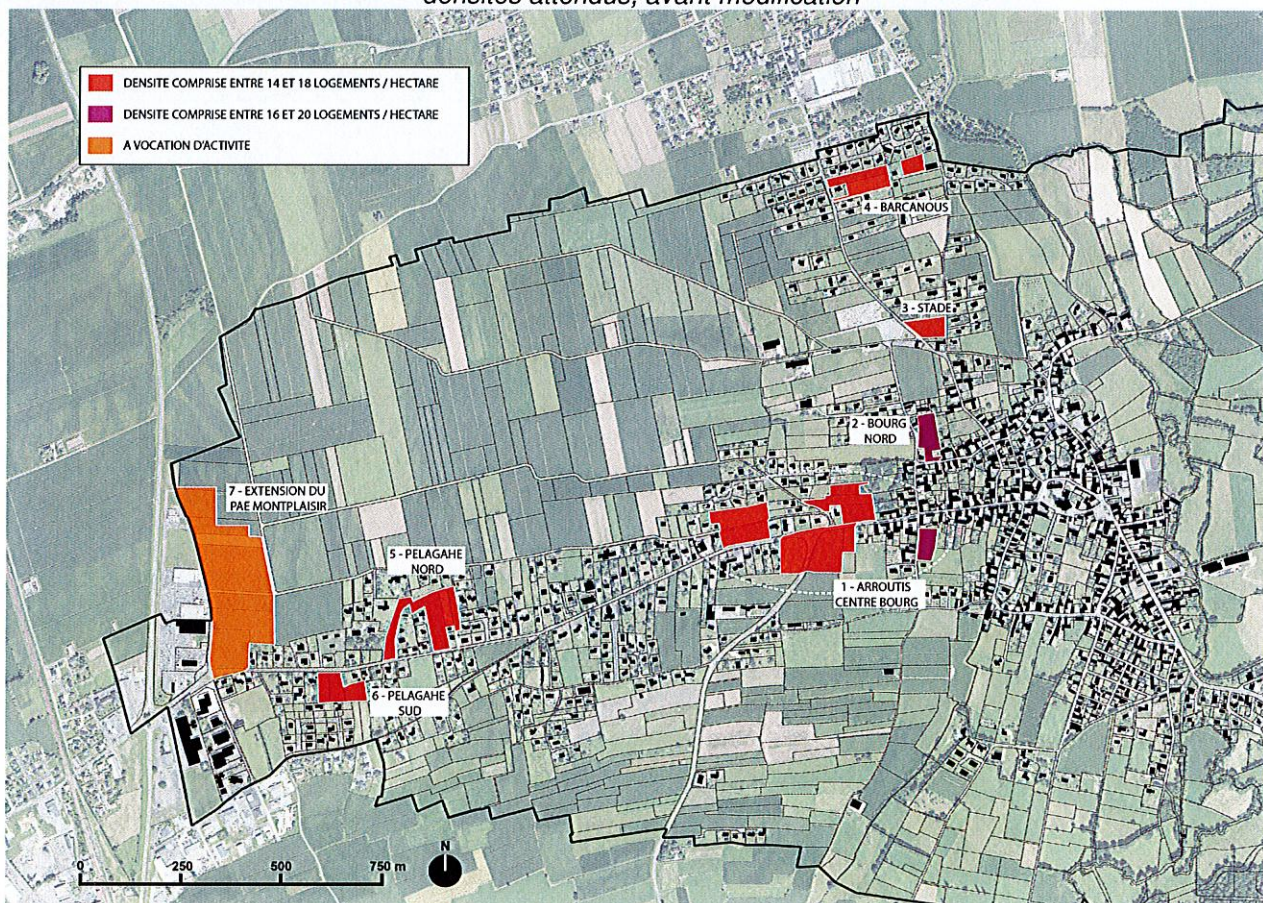 densités attendus, avant modification
DENSITE COMPRISE ENTRE 14 ET 18 LOGEMENTS / HECTARE
DENSITE COMPRISE ENTRE 16 ET 20 LOGEMENTS / HECTARE
A VOCATION D'ACTIVITE
4 - BARCANOUS
3 - STADE
2 - BOURG
NORD
7 - EXTENSION DU
PAE MONTPLAISIR
5 - PELAGAHE
NORD
1 - ARROUTIS
CENTRE BOURG
6 - PELAGAHE
SUD
0 250 500 750 m
N